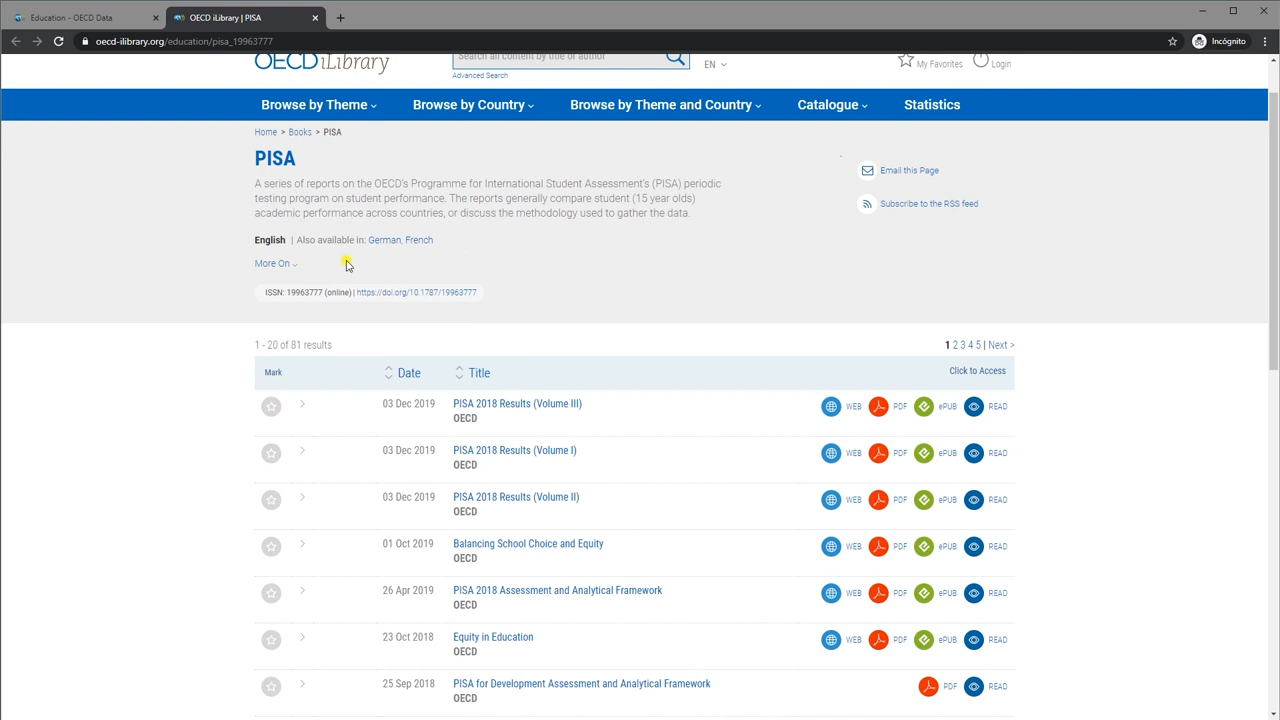 Education - OECD Data
OECD iLibrary | PISA
oecd-ilibrary.org/education/pisa_19963777
Incógnito
OECD iLibrary
Search all content by title or author
Advanced Search
EN
My Favorites
Login
Browse by Theme
Browse by Country
Browse by Theme and Country
Catalogue
Statistics
Home > Books > PISA
PISA
A series of reports on the OECD's Programme for International Student Assessment's (PISA) periodic
testing program on student performance. The reports generally compare student (15 year olds)
academic performance across countries, or discuss the methodology used to gather the data.
Email this Page
Subscribe to the RSS feed
English | Also available in: German, French
More On
ISSN: 19963777 (online) | https://doi.org/10.1787/19963777
1 - 20 of 81 results
1 2 3 4 5 | Next >
Mark Date Title Click to Access
03 Dec 2019 PISA 2018 Results (Volume III) WEB PDF ePUB READ
OECD
03 Dec 2019 PISA 2018 Results (Volume I) WEB PDF ePUB READ
OECD
03 Dec 2019 PISA 2018 Results (Volume II) WEB PDF ePUB READ
OECD
01 Oct 2019 Balancing School Choice and Equity WEB PDF ePUB READ
OECD
26 Apr 2019 PISA 2018 Assessment and Analytical Framework WEB PDF ePUB READ
OECD
23 Oct 2018 Equity in Education WEB PDF ePUB READ
OECD
25 Sep 2018 PISA for Development Assessment and Analytical Framework PDF READ
OECD